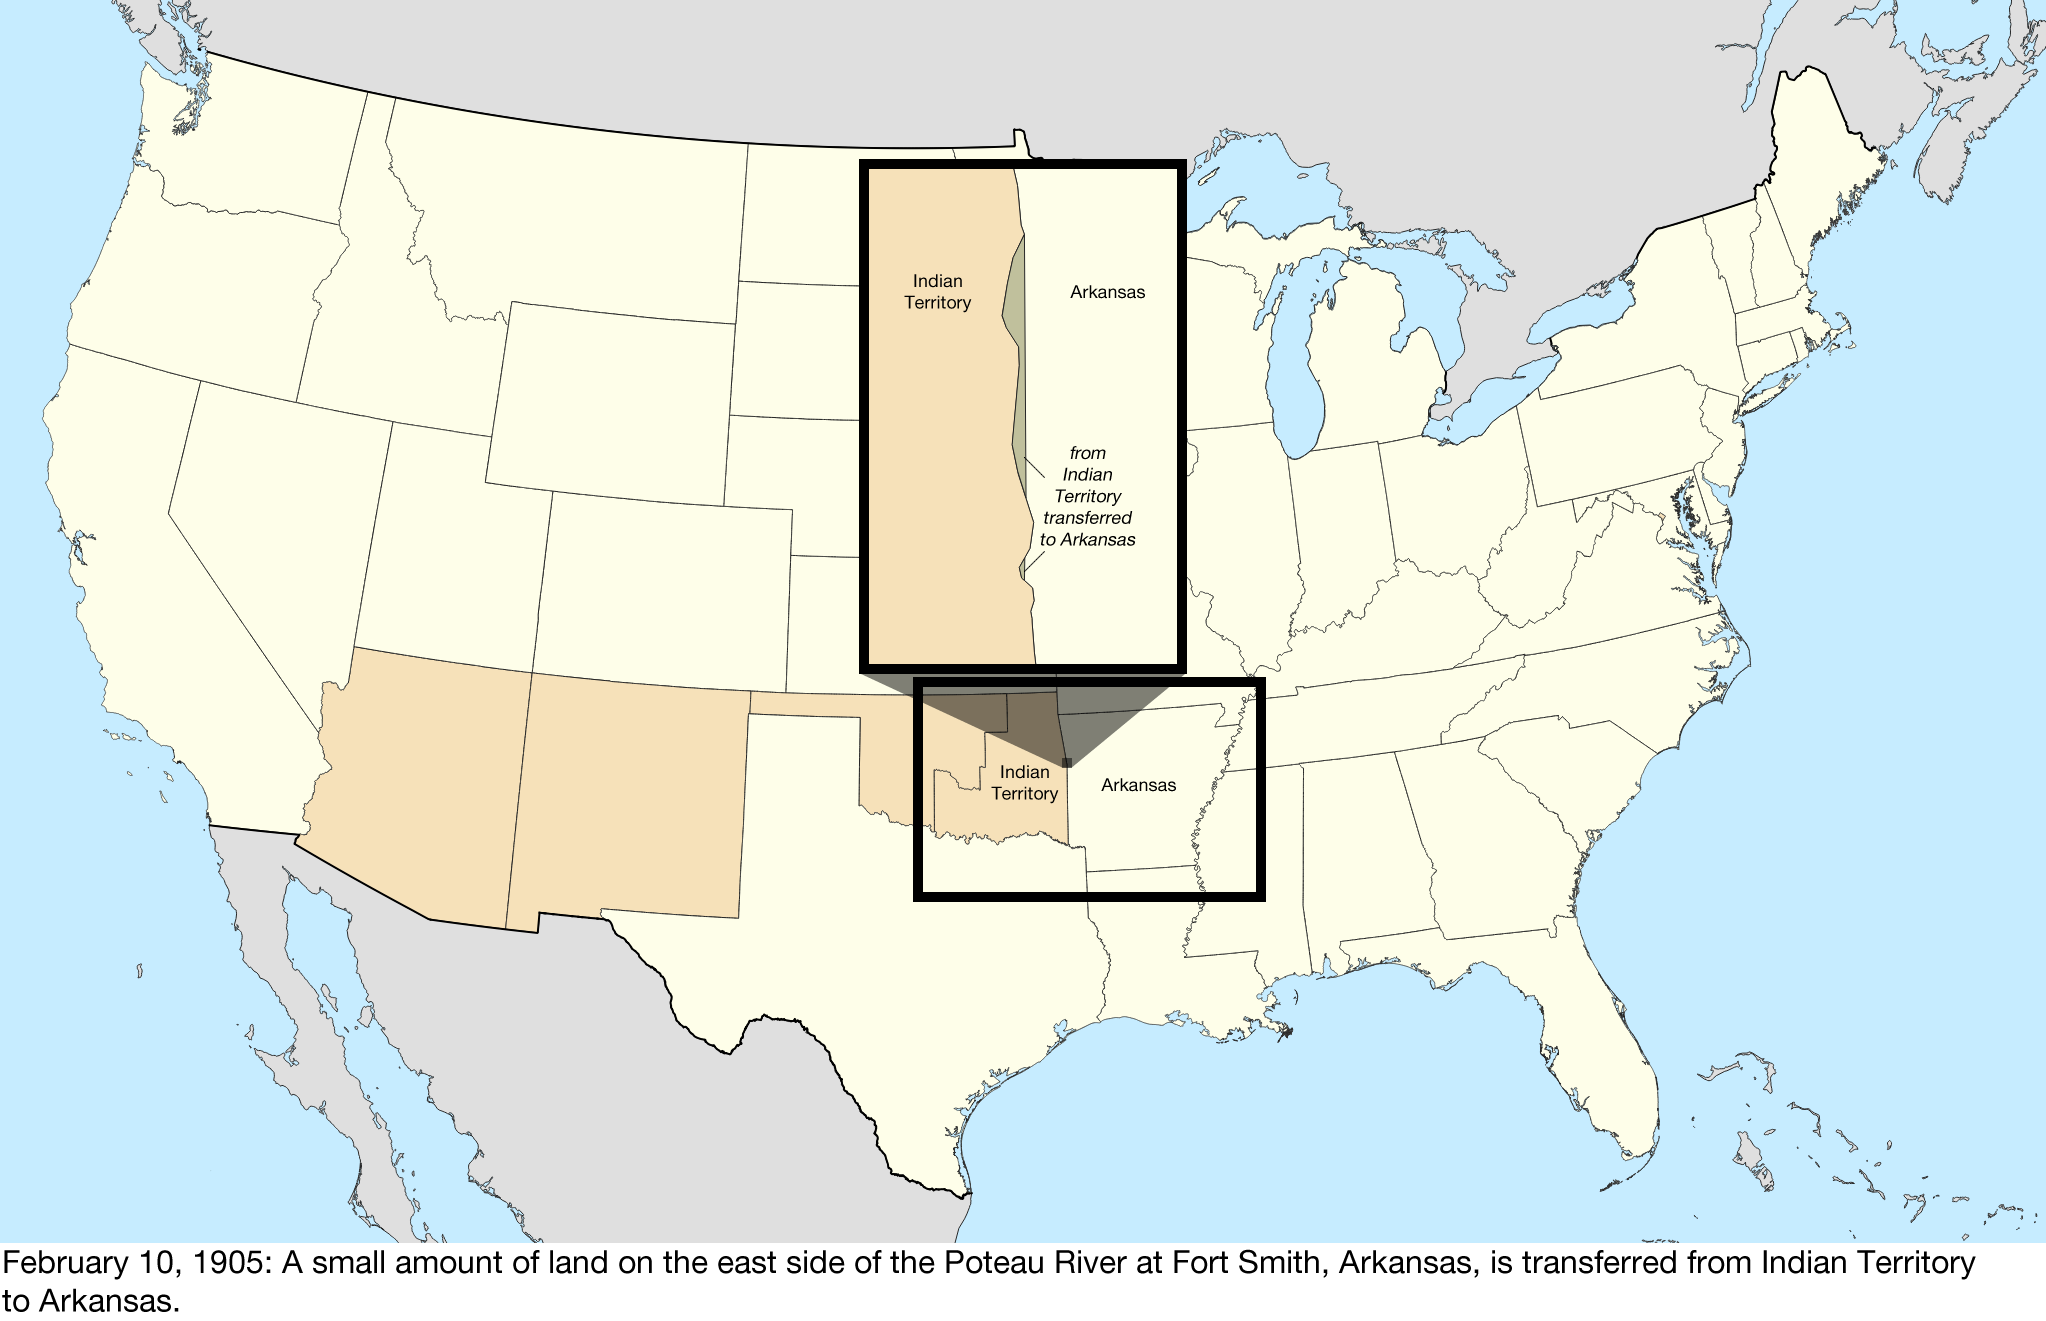 Indian
Territory
Arkansas
from
Indian
Territory
transferred
to Arkansas
Indian
Territory
Arkansas
February 10, 1905: A small amount of land on the east side of the Poteau River at Fort Smith, Arkansas, is transferred from Indian Territory
to Arkansas.